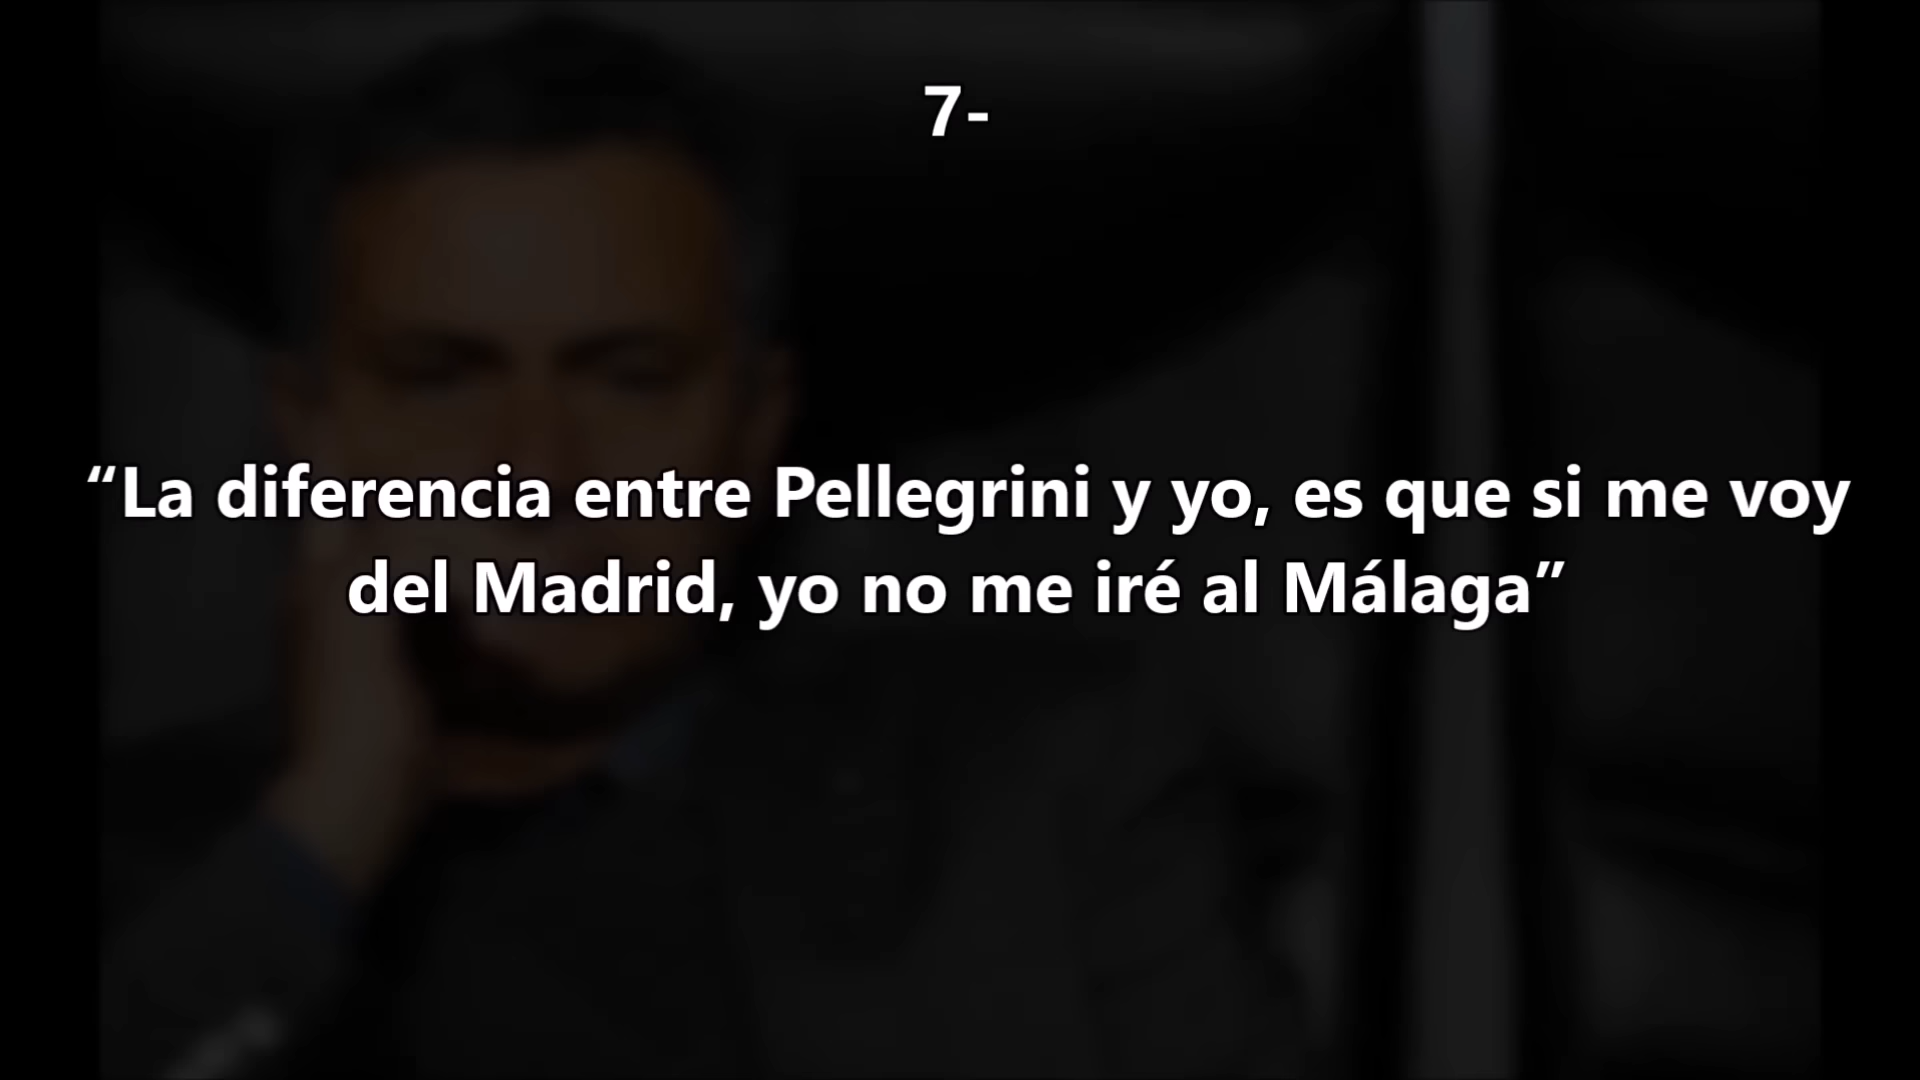 7-
“La diferencia entre Pellegrini y yo, es que si me voy
del Madrid, yo no me iré al Málaga”